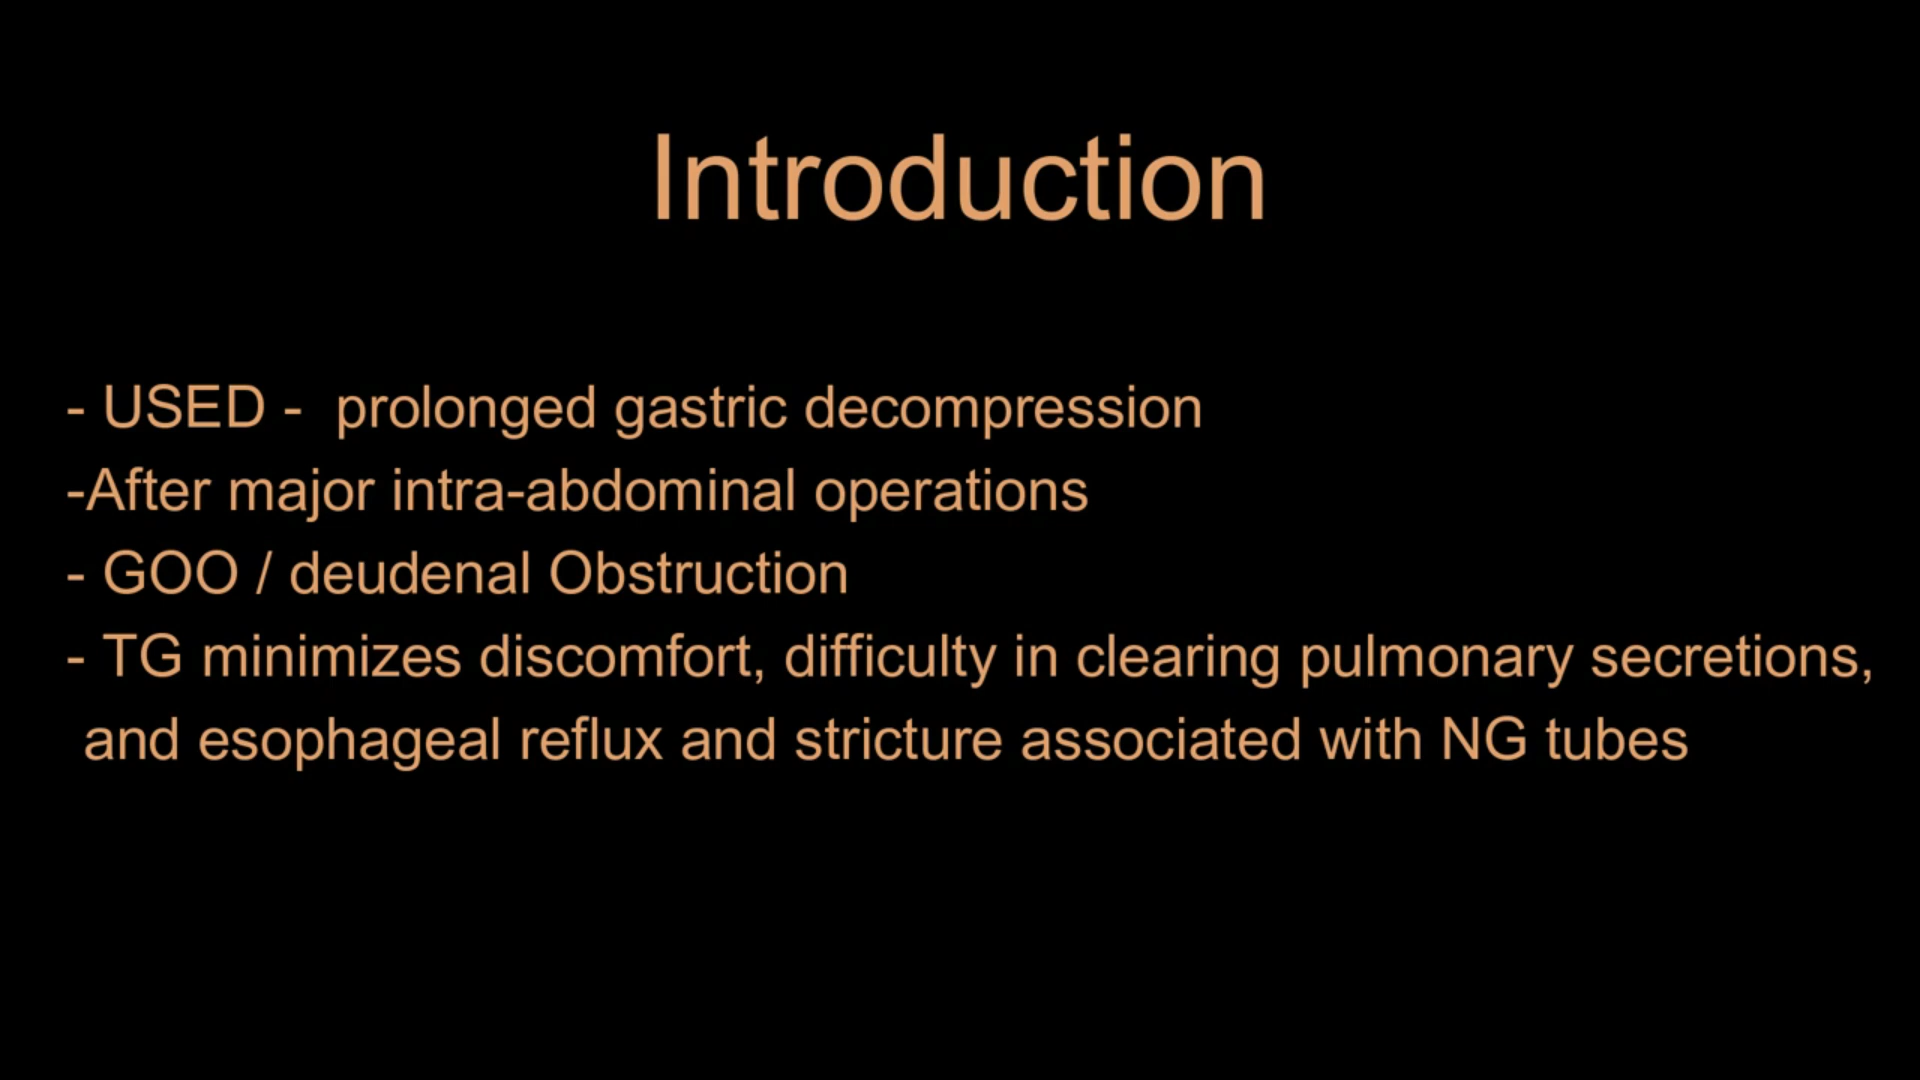 Introduction
- USED -  prolonged gastric decompression
-After major intra-abdominal operations
- GOO / deudenal Obstruction
- TG minimizes discomfort, difficulty in clearing pulmonary secretions,
and esophageal reflux and stricture associated with NG tubes